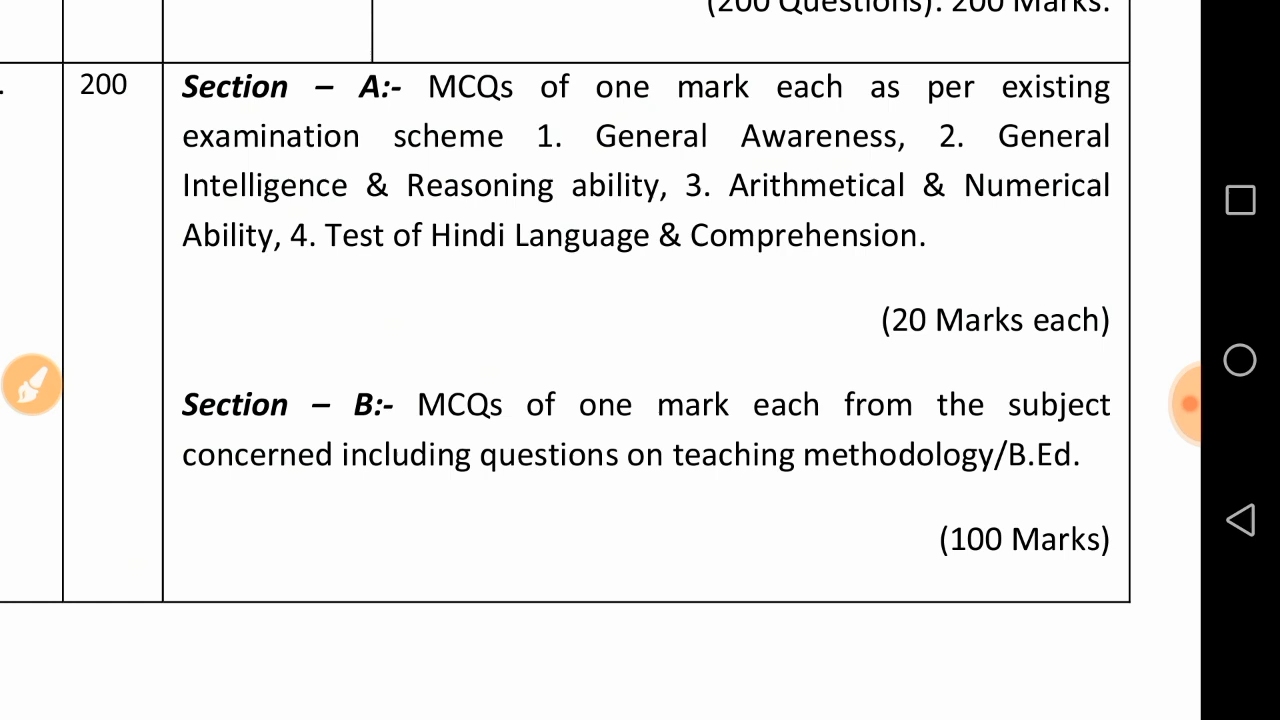 (200 Questions). 200 Marks.
200
Section – A:- MCQs of one mark each as per existing
examination scheme 1. General Awareness, 2. General
Intelligence & Reasoning ability, 3. Arithmetical & Numerical
Ability, 4. Test of Hindi Language & Comprehension.
(20 Marks each)
Section – B:- MCQs of one mark each from the subject
concerned including questions on teaching methodology/B.Ed.
(100 Marks)